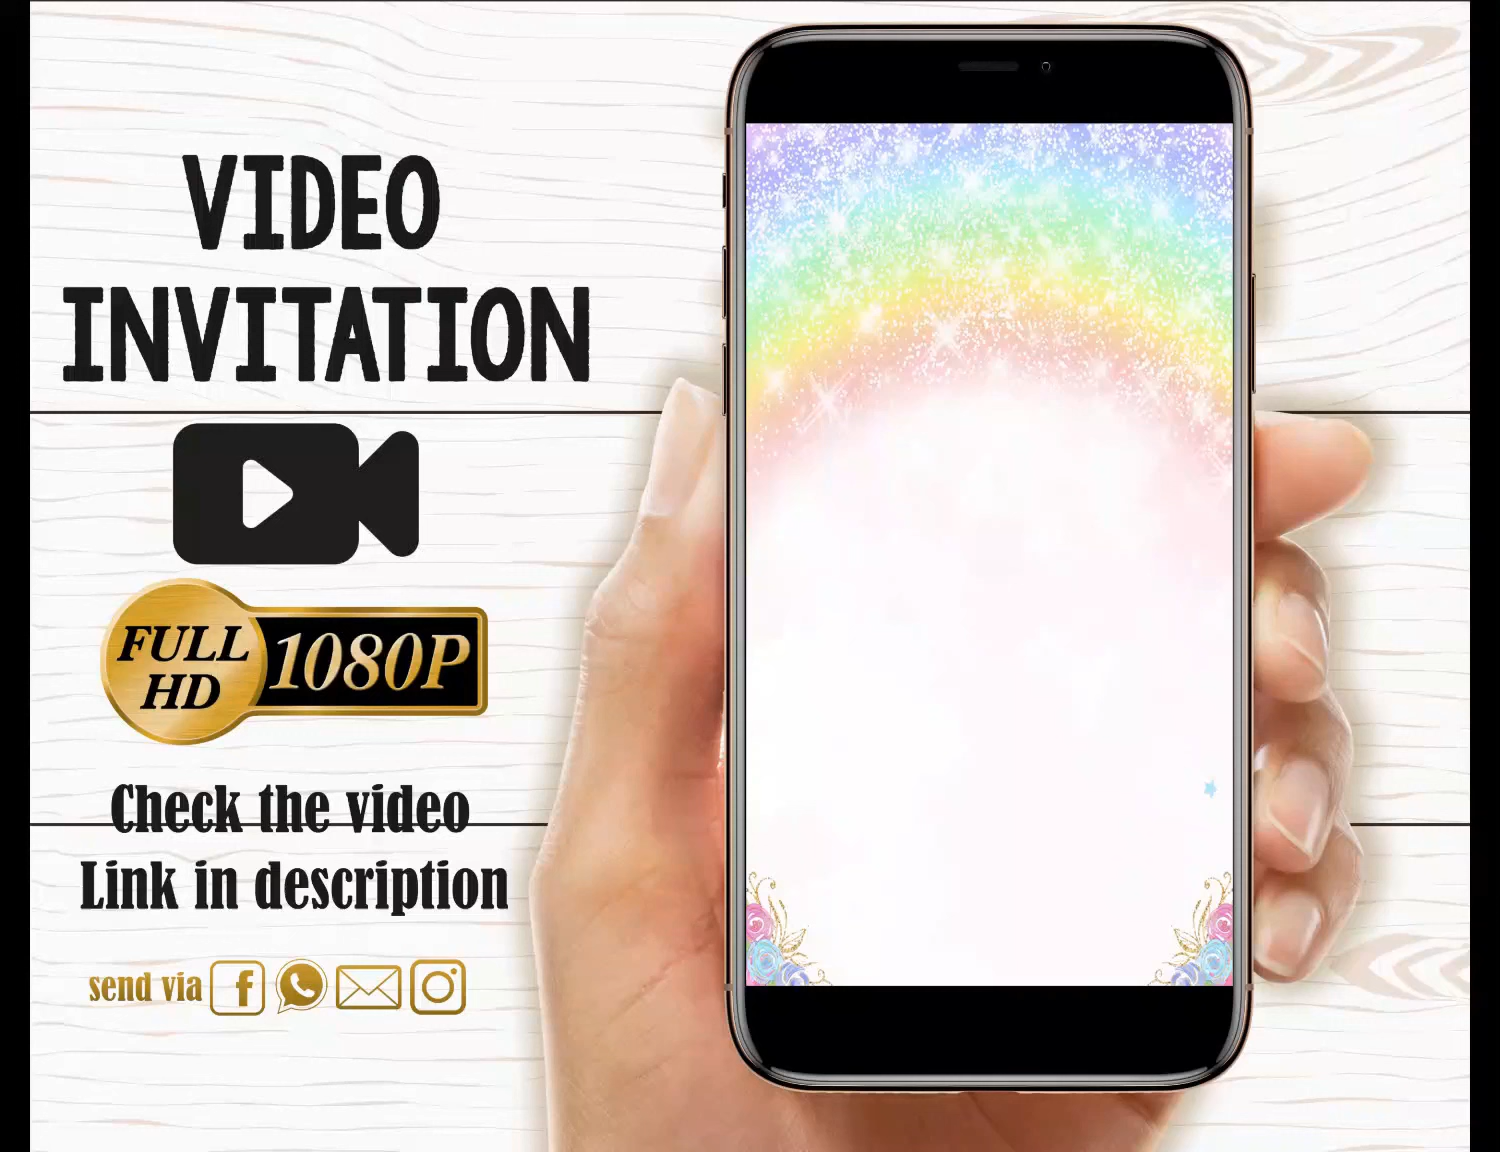 VIDEO
INVITATION
FULL
HD
1080P
Check the video
Link in description
send via